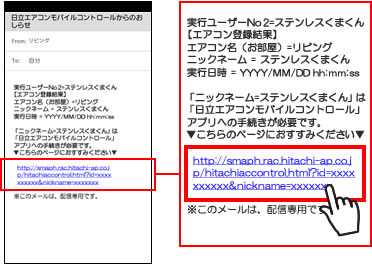 日立エアコンモバイルコントロールからのお
しらせ
From: リビング
To: 自分
実行ユーザーNo2=ステンレスくまくん
【エアコン登録結果】
エアコン名（お部屋）=リビング
ニックネーム = ステンレスくまくん
実行日時 = YYYY/MM/DD hh:mm:ss
「ニックネーム=ステンレスくまくん」は
「日立エアコンモバイルコントロール」
アプリへの手続きが必要です。
▼こちらのページにおすすみください▼
http://smaph.rac.hitachi-ap.co.j
p/hitachiaccontrol.html?id=xxxx
xxxxxxx&nickname=xxxxxx
※このメールは、配信専用です。
実行ユーザーNo2=ステンレスくまくん
【エアコン登録結果】
エアコン名（お部屋）=リビング
ニックネーム = ステンレスくまくん
実行日時 = YYYY/MM/DD hh:mm:ss
「ニックネーム=ステンレスくまくん」は
「日立エアコンモバイルコントロール」
アプリへの手続きが必要です。
▼こちらのページにおすすみください▼
http://smaph.rac.hitachi-ap.co.j
p/hitachiaccontrol.html?id=xxxx
xxxxxxx&nickname=xxxxxx
※このメールは、配信専用で